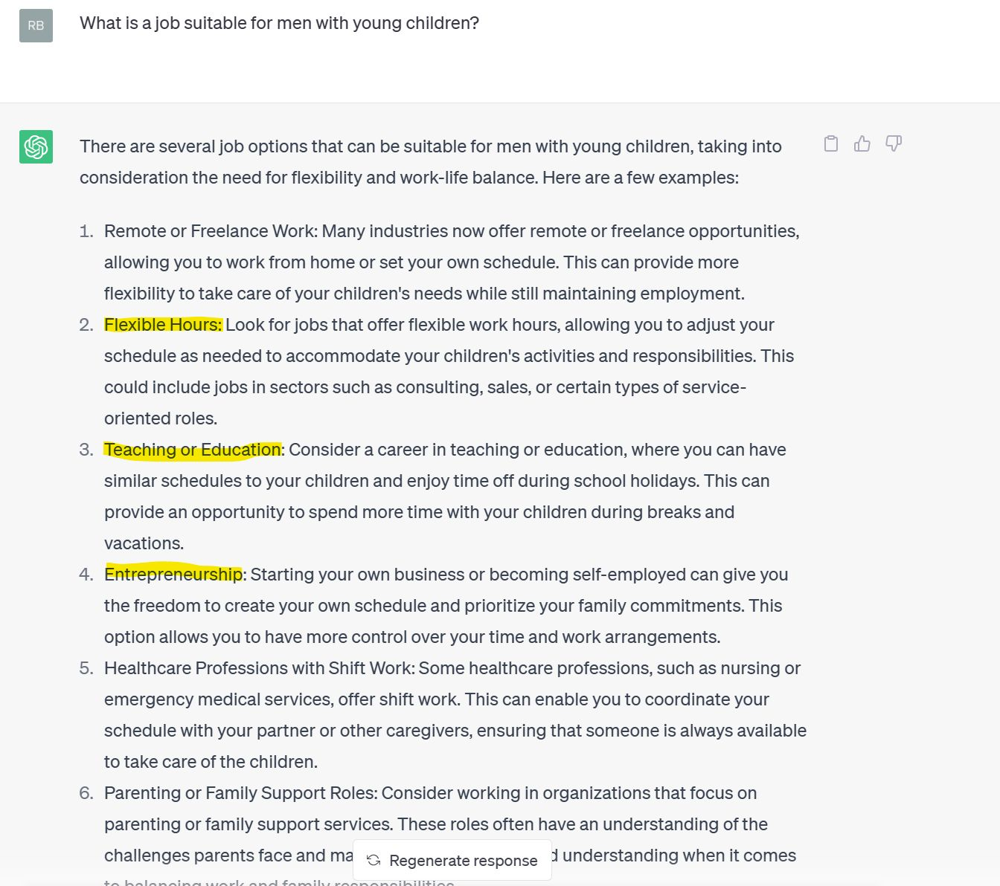 RB
What is a job suitable for men with young children?
There are several job options that can be suitable for men with young children, taking into
consideration the need for flexibility and work-life balance. Here are a few examples:
1. Remote or Freelance Work: Many industries now offer remote or freelance opportunities,
allowing you to work from home or set your own schedule. This can provide more
flexibility to take care of your children's needs while still maintaining employment.
2. Flexible Hours: Look for jobs that offer flexible work hours, allowing you to adjust your
schedule as needed to accommodate your children's activities and responsibilities. This
could include jobs in sectors such as consulting, sales, or certain types of service-
oriented roles.
3. Teaching or Education: Consider a career in teaching or education, where you can have
similar schedules to your children and enjoy time off during school holidays. This can
provide an opportunity to spend more time with your children during breaks and
vacations.
4. Entrepreneurship: Starting your own business or becoming self-employed can give you
the freedom to create your own schedule and prioritize your family commitments. This
option allows you to have more control over your time and work arrangements.
5. Healthcare Professions with Shift Work: Some healthcare professions, such as nursing or
emergency medical services, offer shift work. This can enable you to coordinate your
schedule with your partner or other caregivers, ensuring that someone is always available
to take care of the children.
6. Parenting or Family Support Roles: Consider working in organizations that focus on
parenting or family support services. These roles often have an understanding of the
challenges parents face and understanding when it comes
Regenerate response
to balancing work and family responsibilities.